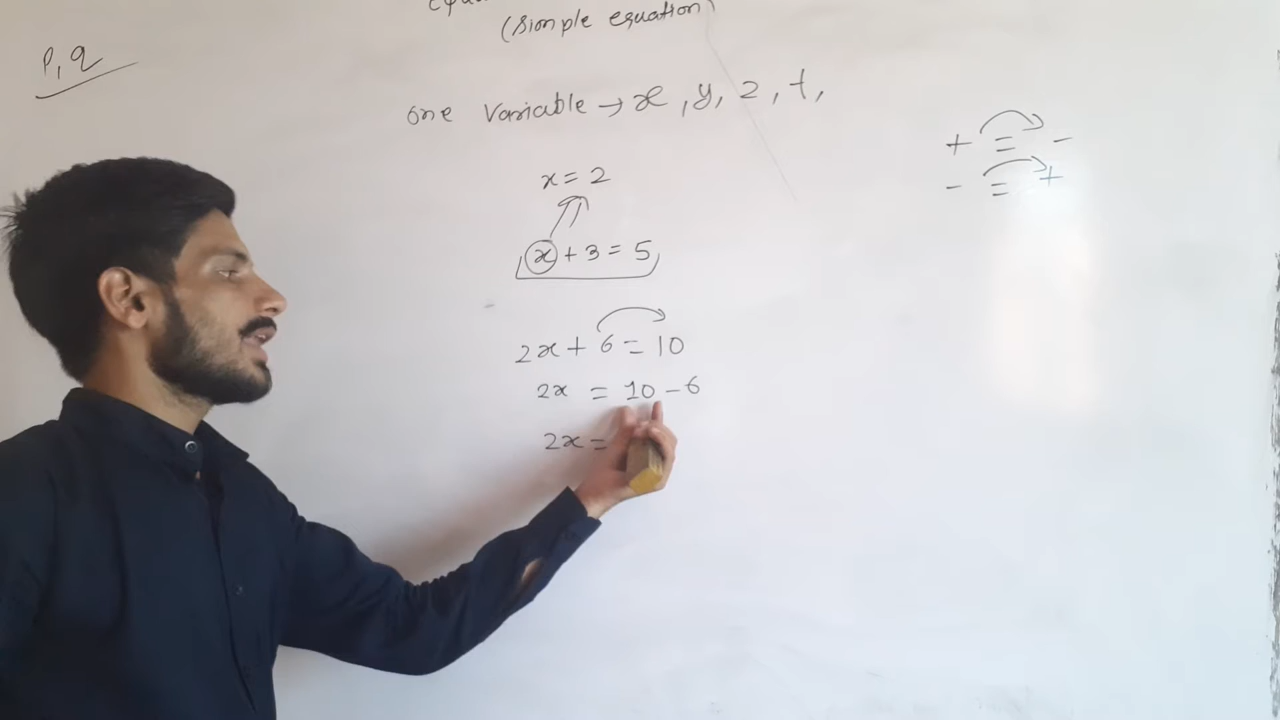 (Simple equation)
P, q
one Variable → x, y, z, t,
+ = -
- = +
x = 2
x + 3 = 5
2x + 6 = 10
2x = 10 - 6
2x =